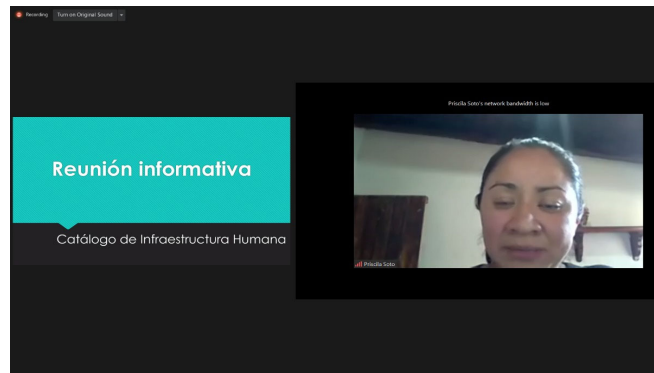 Recording Turn on Original Sound
Priscila Soto's network bandwidth is low
Reunión informativa
Catálogo de Infraestructura Humana
Priscila Soto